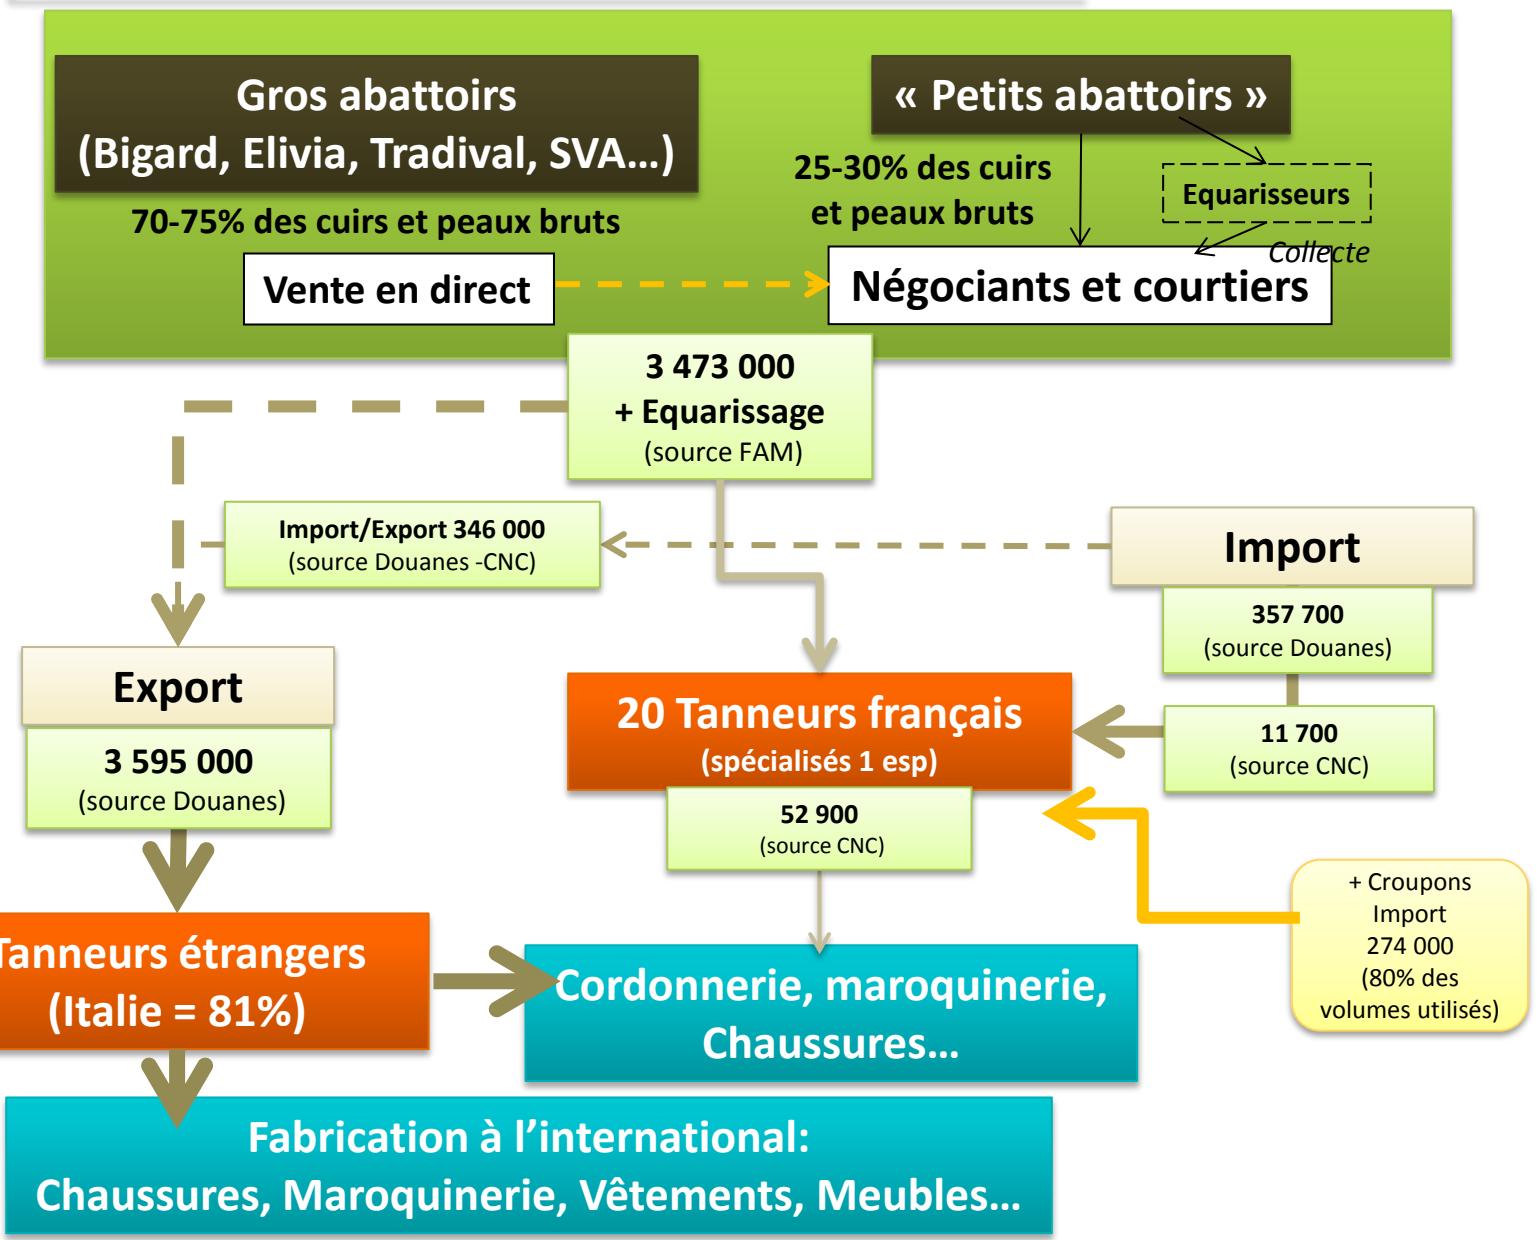 Gros abattoirs
(Bigard, Elivia, Tradival, SVA…)
70-75% des cuirs et peaux bruts
Vente en direct
« Petits abattoirs »
25-30% des cuirs
et peaux bruts
Equarisseurs
Collecte
Négociants et courtiers
3 473 000
+ Equarissage
(source FAM)
Import/Export 346 000
(source Douanes -CNC)
Import
357 700
(source Douanes)
11 700
(source CNC)
Export
3 595 000
(source Douanes)
20 Tanneurs français
(spécialisés 1 esp)
52 900
(source CNC)
+ Croupons
Import
274 000
(80% des
volumes utilisés)
Tanneurs étrangers
(Italie = 81%)
Cordonnerie, maroquinerie,
Chaussures…
Fabrication à l’international:
Chaussures, Maroquinerie, Vêtements, Meubles…